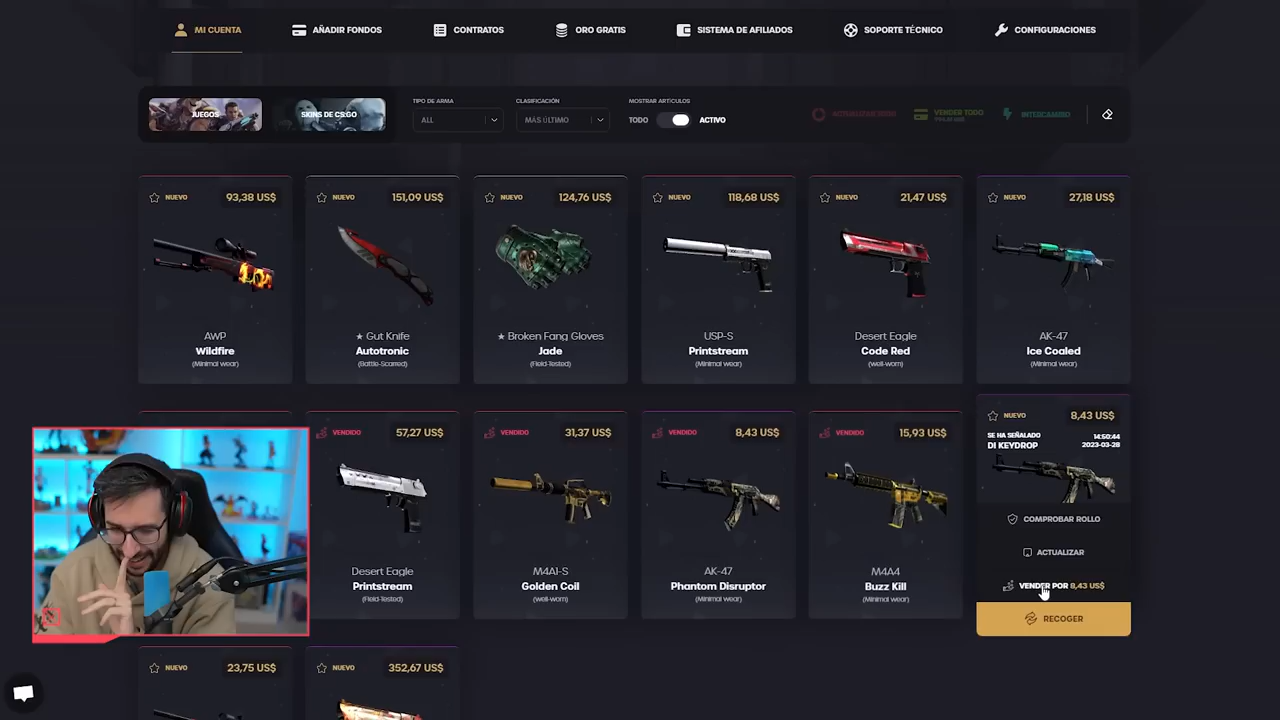 MI CUENTA
AÑADIR FONDOS
CONTRATOS
ORO GRATIS
SISTEMA DE AFILIADOS
SOPORTE TÉCNICO
CONFIGURACIONES
JUEGOS
SKINS DE CS:GO
TIPO DE ARMA
ALL
CLASIFICACIÓN
MÁS ÚLTIMO
MOSTRAR ARTÍCULOS
TODO
ACTIVO
VENDER TODO
INTERCAMBIO
NUEVO 93,38 US$
AWP
Wildfire
(Minimal wear)
NUEVO 151,09 US$
★ Gut Knife
Autotronic
(Battle-Scarred)
NUEVO 124,76 US$
★ Broken Fang Gloves
Jade
(Field-Tested)
NUEVO 118,68 US$
USP-S
Printstream
(Minimal wear)
NUEVO 21,47 US$
Desert Eagle
Code Red
(well-worn)
NUEVO 27,18 US$
AK-47
Ice Coaled
(Minimal wear)
VENDIDO 57,27 US$
Desert Eagle
Printstream
(Field-Tested)
VENDIDO 31,37 US$
M4A1-S
Golden Coil
(well-worn)
VENDIDO 8,43 US$
AK-47
Phantom Disruptor
(Minimal wear)
VENDIDO 15,93 US$
M4A4
Buzz Kill
(Minimal wear)
NUEVO 8,43 US$
SE HA SEÑALADO 14:50:44
DI KEYDROP 2023-03-28
COMPROBAR ROLLO
ACTUALIZAR
VENDER POR 8,43 US$
RECOGER
NUEVO 23,75 US$
NUEVO 352,67 US$